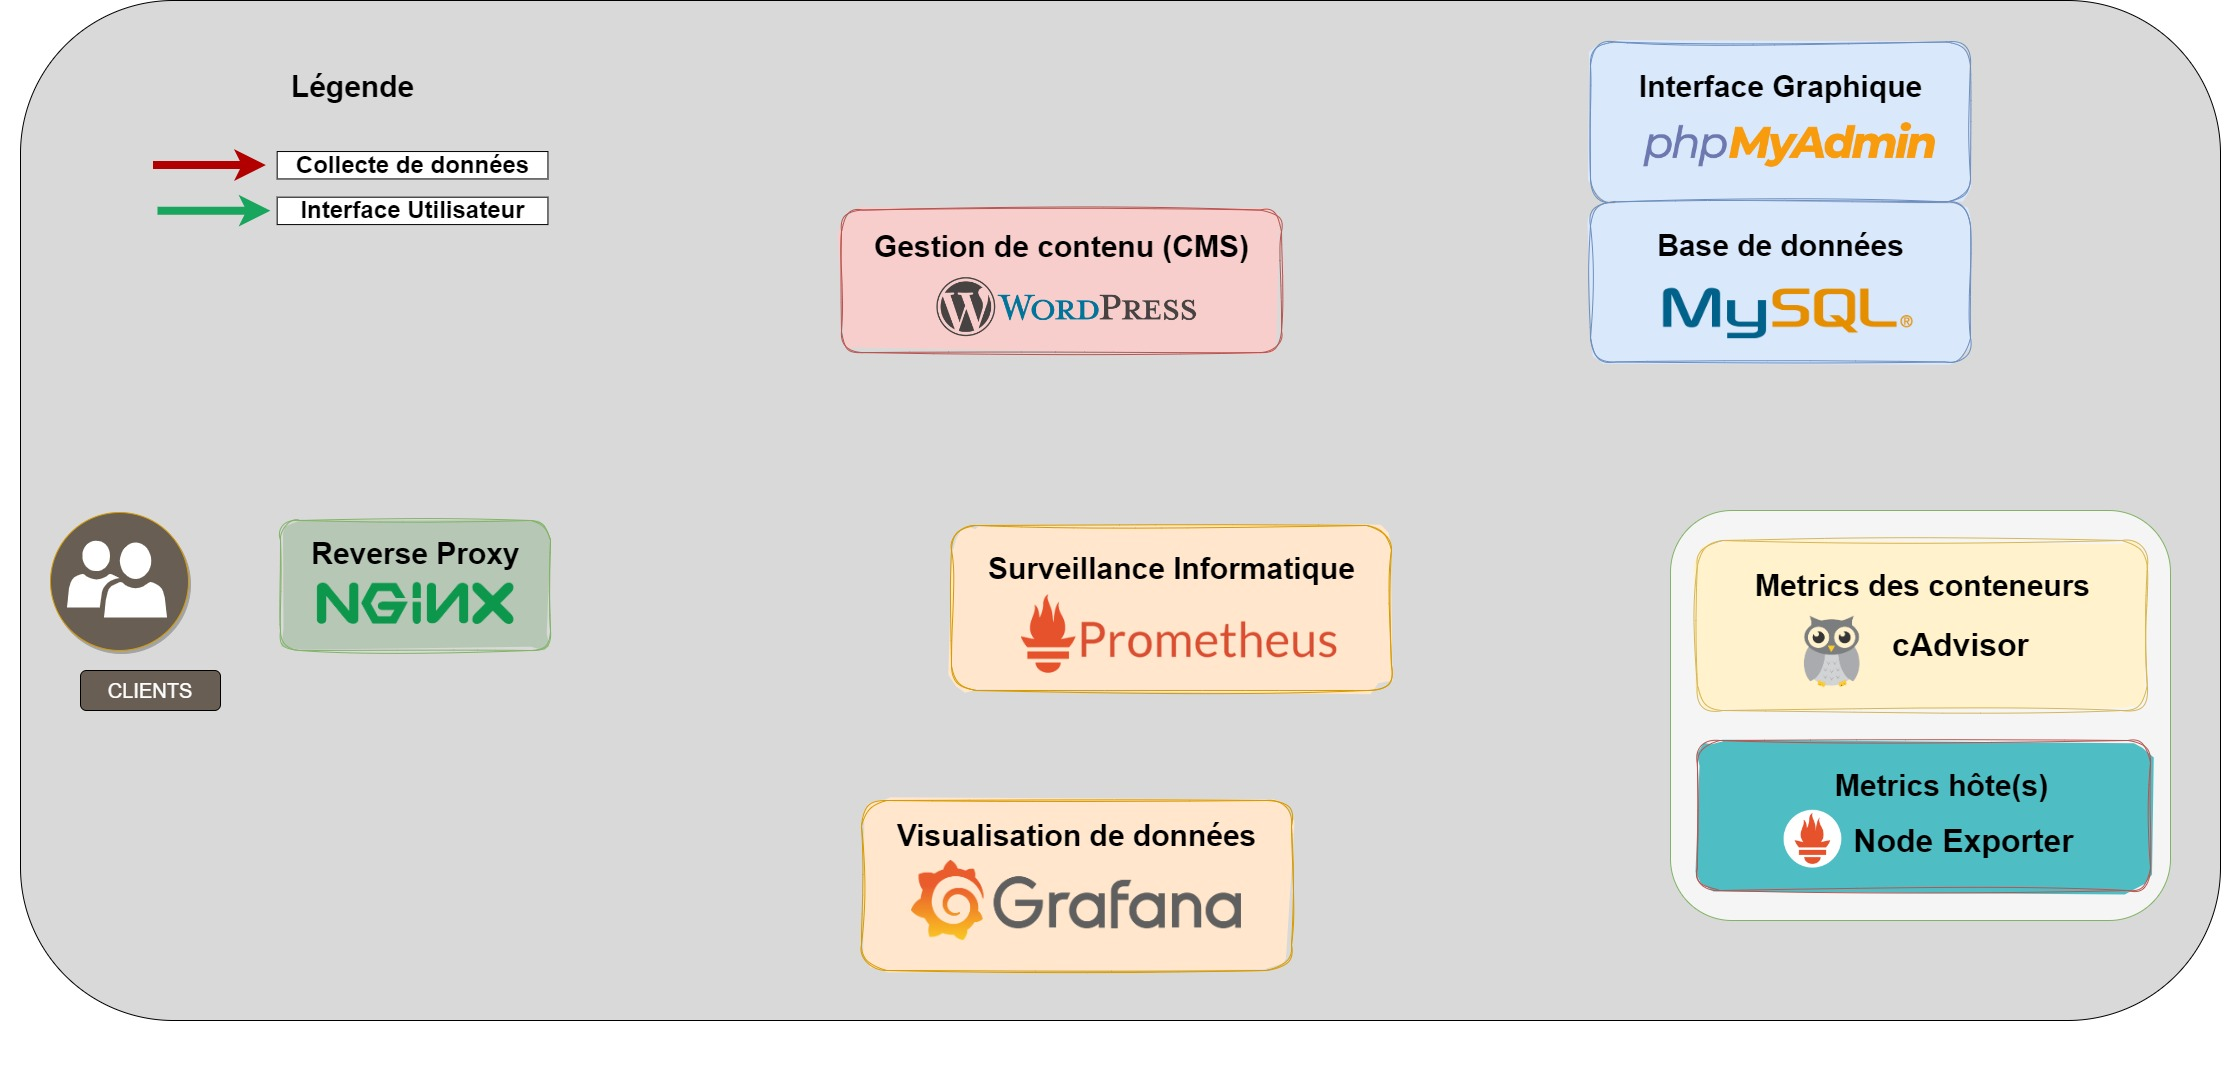 Légende
Collecte de données
Interface Utilisateur
Interface Graphique
phpMyAdmin
Gestion de contenu (CMS)
WORDPRESS
Base de données
MySQL®
CLIENTS
Reverse Proxy
NGiNX
Surveillance Informatique
Prometheus
Metrics des conteneurs
cAdvisor
Metrics hôte(s)
Node Exporter
Visualisation de données
Grafana